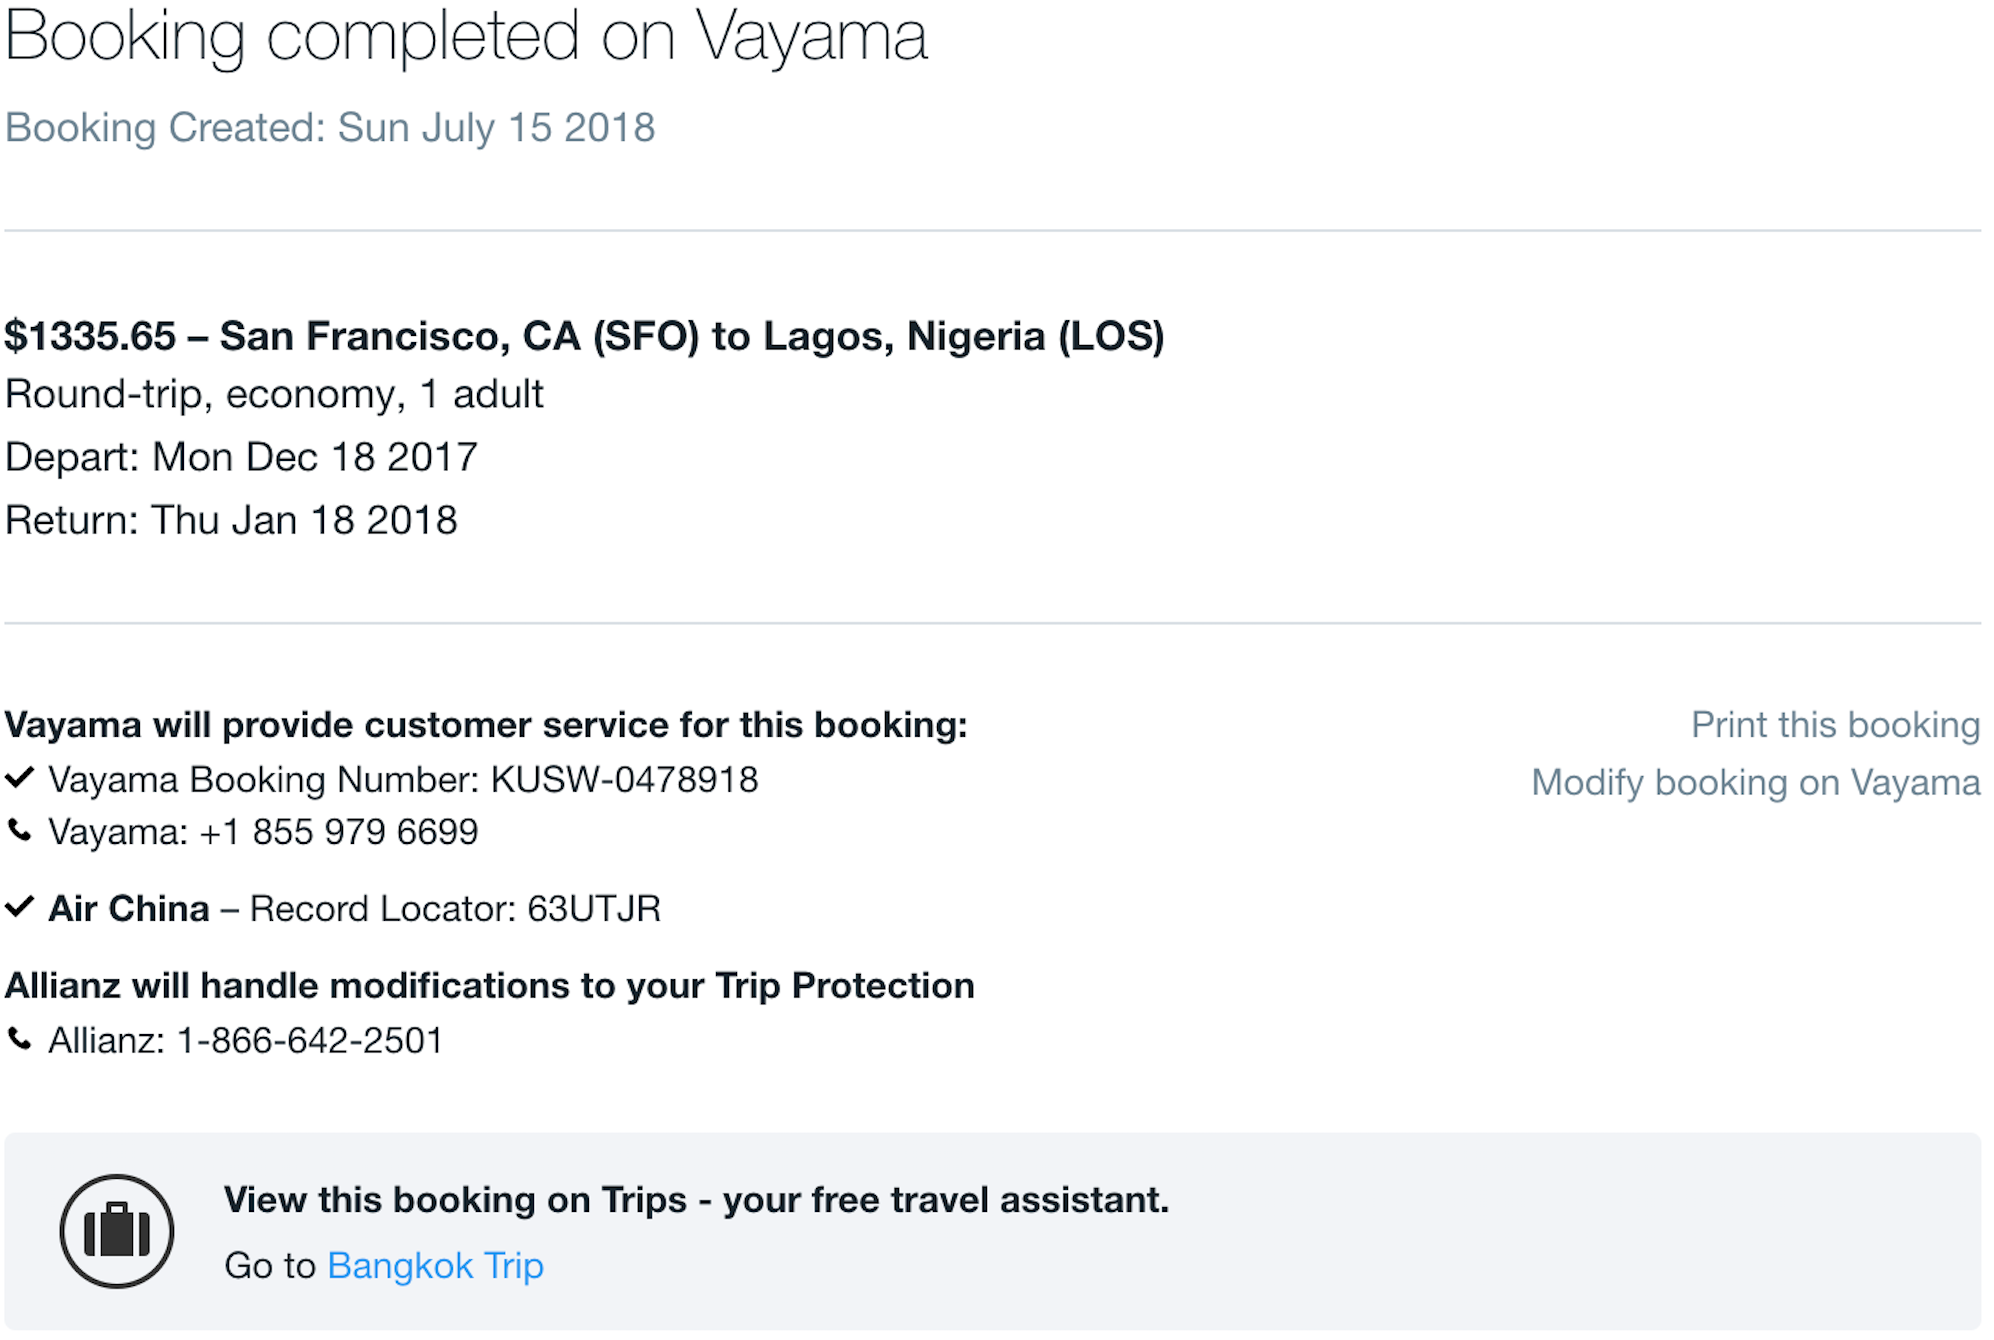 Booking completed on Vayama
Booking Created: Sun July 15 2018
$1335.65 – San Francisco, CA (SFO) to Lagos, Nigeria (LOS)
Round-trip, economy, 1 adult
Depart: Mon Dec 18 2017
Return: Thu Jan 18 2018
Vayama will provide customer service for this booking:
Vayama Booking Number: KUSW-0478918
Vayama: +1 855 979 6699
Air China – Record Locator: 63UTJR
Allianz will handle modifications to your Trip Protection
Allianz: 1-866-642-2501
Print this booking
Modify booking on Vayama
View this booking on Trips - your free travel assistant.
Go to Bangkok Trip